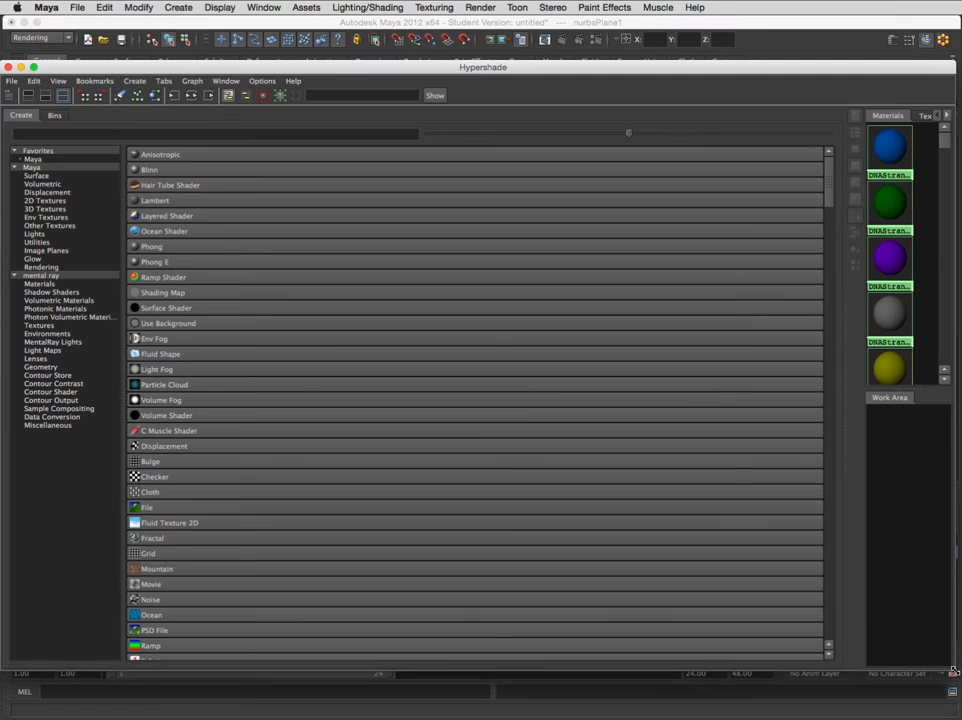 Maya File Edit Modify Create Display Window Assets Lighting/Shading Texturing Render Toon Stereo Paint Effects Muscle Help
Autodesk Maya 2012 x64 - Student Version: untitled* --- nurbsPlane1
Rendering X: Y: Z:
Hypershade
File Edit View Bookmarks Create Tabs Graph Window Options Help
Show
Create Bins
Materials Tex
Favorites
Maya
Maya
Surface
Volumetric
Displacement
2D Textures
3D Textures
Env Textures
Other Textures
Lights
Utilities
Image Planes
Glow
Rendering
mental ray
Materials
Shadow Shaders
Volumetric Materials
Photonic Materials
Photon Volumetric Materi...
Textures
Environments
MentalRay Lights
Light Maps
Lenses
Geometry
Contour Store
Contour Contrast
Contour Shader
Contour Output
Sample Compositing
Data Conversion
Miscellaneous
Anisotropic
Blinn
Hair Tube Shader
Lambert
Layered Shader
Ocean Shader
Phong
Phong E
Ramp Shader
Shading Map
Surface Shader
Use Background
Env Fog
Fluid Shape
Light Fog
Particle Cloud
Volume Fog
Volume Shader
C Muscle Shader
Displacement
Bulge
Checker
Cloth
File
Fluid Texture 2D
Fractal
Grid
Mountain
Movie
Noise
Ocean
PSD File
Ramp
DNAStran...
DNAStran...
DNAStran...
DNAStran...
Work Area
1.00 1.00 1 24 24.00 48.00 No Anim Layer No Character Set
MEL